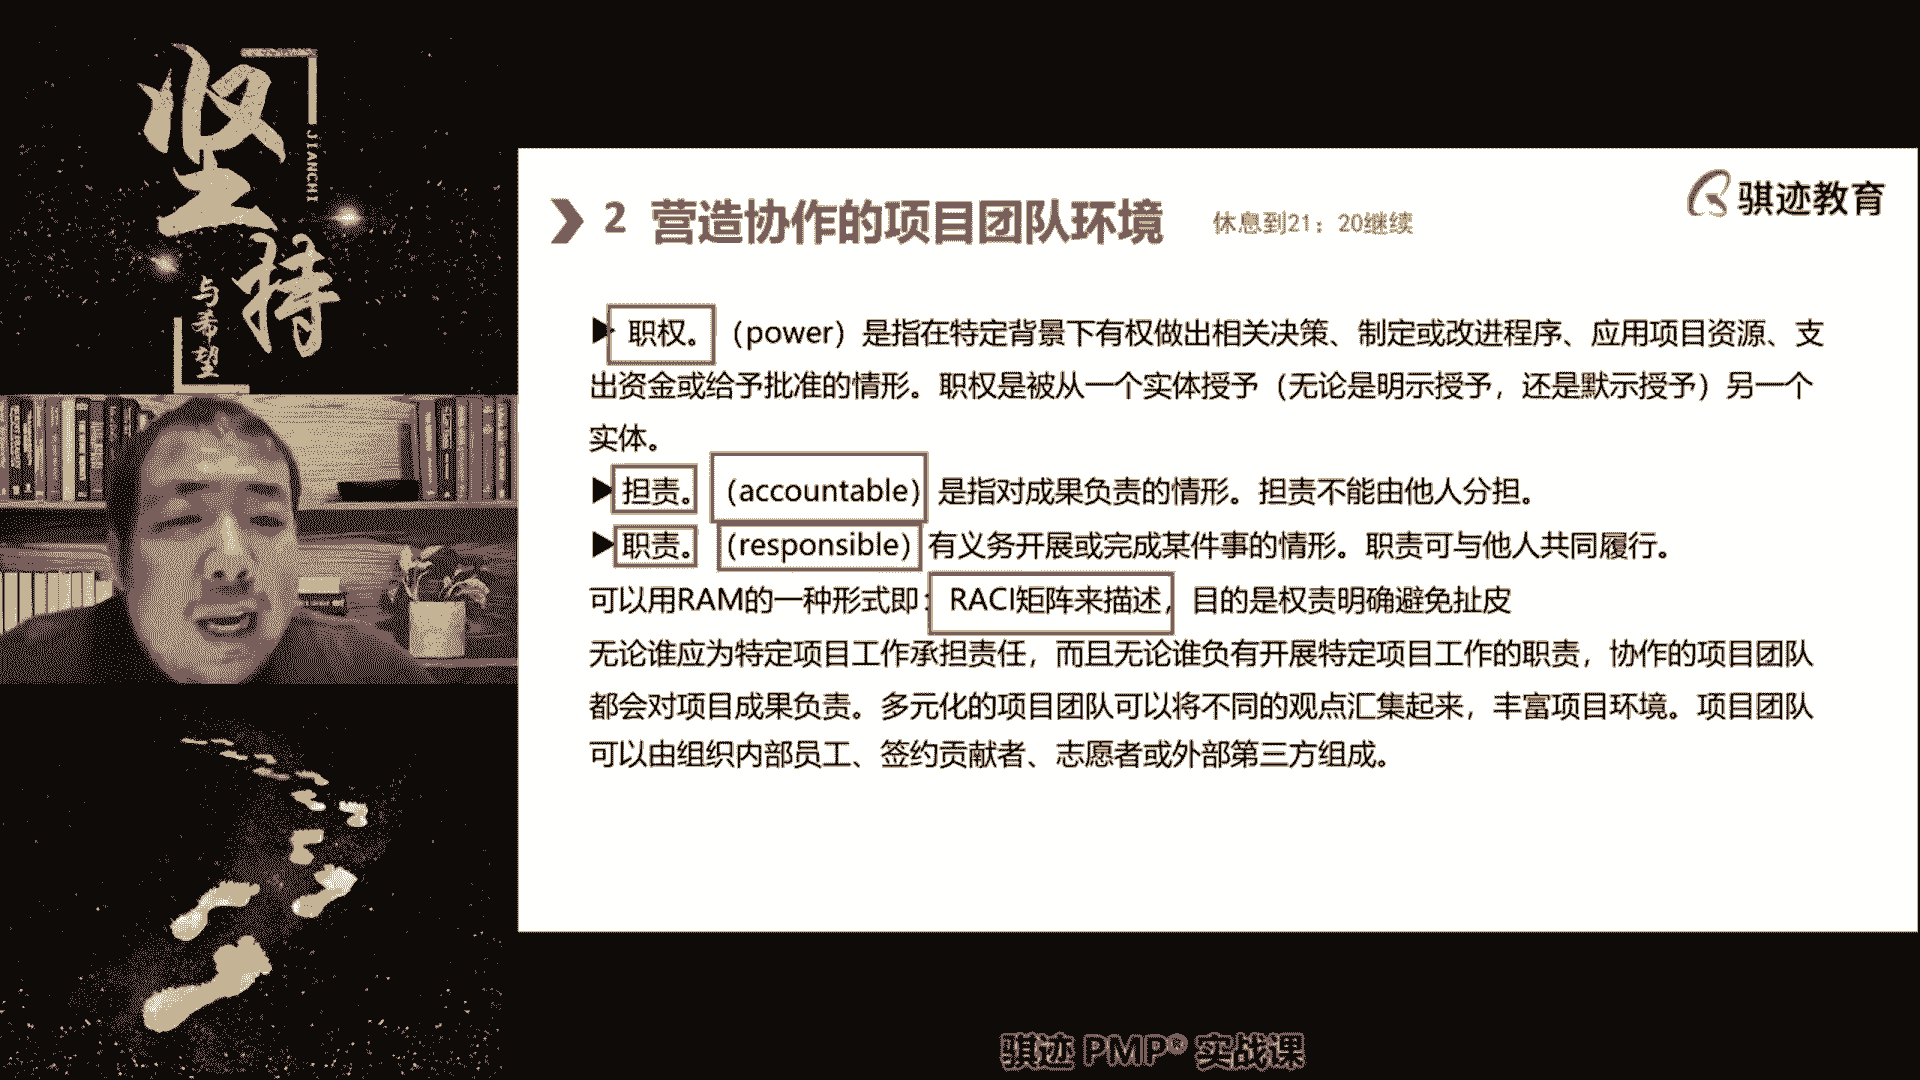 坚持
JIANCHI
与希望
2 营造协作的项目团队环境
休息到21：20继续
骐迹教育
职权。（power）是指在特定背景下有权做出相关决策、制定或改进程序、应用项目资源、支
出资金或给予批准的情形。职权是被从一个实体授予（无论是明示授予，还是默示授予）另一个
实体。
担责。（accountable）是指对成果负责的情形。担责不能由他人分担。
职责。（responsible）有义务开展或完成某件事的情形。职责可与他人共同履行。
可以用RAM的一种形式即：RACI矩阵来描述，目的是权责明确避免扯皮
无论谁应为特定项目工作承担责任，而且无论谁负有开展特定项目工作的职责，协作的项目团队
都会对项目成果负责。多元化的项目团队可以将不同的观点汇集起来，丰富项目环境。项目团队
可以由组织内部员工、签约贡献者、志愿者或外部第三方组成。
骐迹 PMP® 实战课